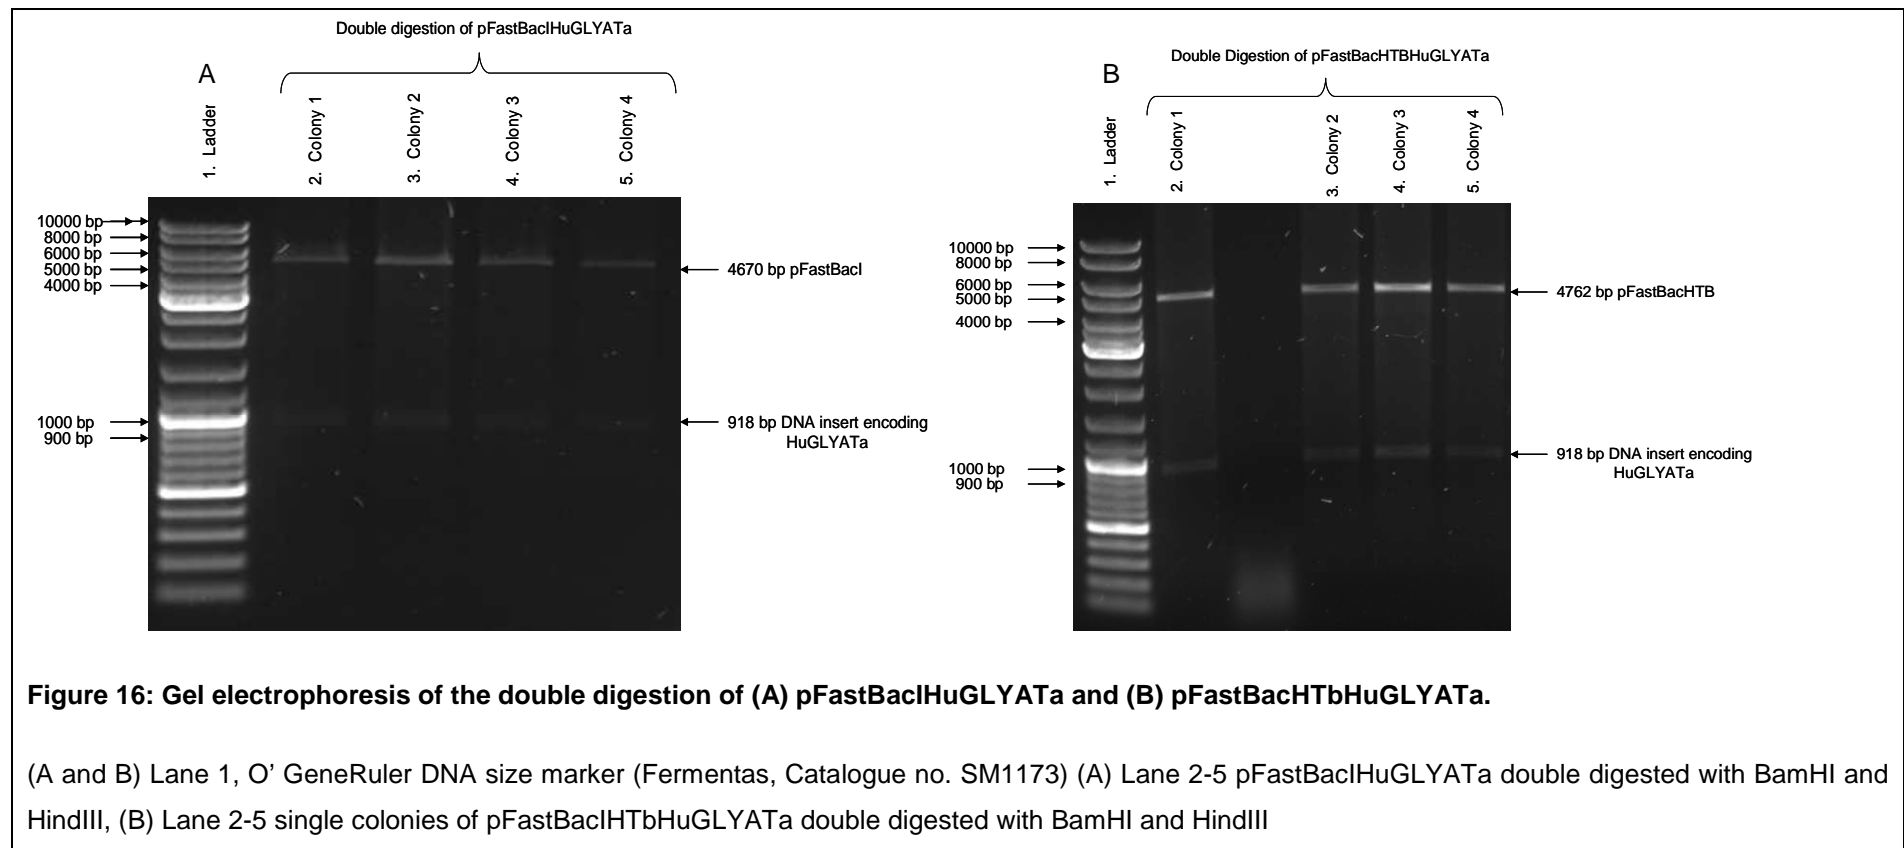 Double digestion of pFastBacIHuGLYATa
A
1. Ladder
2. Colony 1
3. Colony 2
4. Colony 3
5. Colony 4
10000 bp
8000 bp
6000 bp
5000 bp
4000 bp
1000 bp
900 bp
4670 bp pFastBacI
918 bp DNA insert encoding
HuGLYATa
Double Digestion of pFastBacHTBHuGLYATa
B
1. Ladder
2. Colony 1
3. Colony 2
4. Colony 3
5. Colony 4
10000 bp
8000 bp
6000 bp
5000 bp
4000 bp
1000 bp
900 bp
4762 bp pFastBacHTB
918 bp DNA insert encoding
HuGLYATa
Figure 16: Gel electrophoresis of the double digestion of (A) pFastBacIHuGLYATa and (B) pFastBacHTbHuGLYATa.
(A and B) Lane 1, O’ GeneRuler DNA size marker (Fermentas, Catalogue no. SM1173) (A) Lane 2-5 pFastBacIHuGLYATa double digested with BamHI and
HindIII, (B) Lane 2-5 single colonies of pFastBacIHTbHuGLYATa double digested with BamHI and HindIII